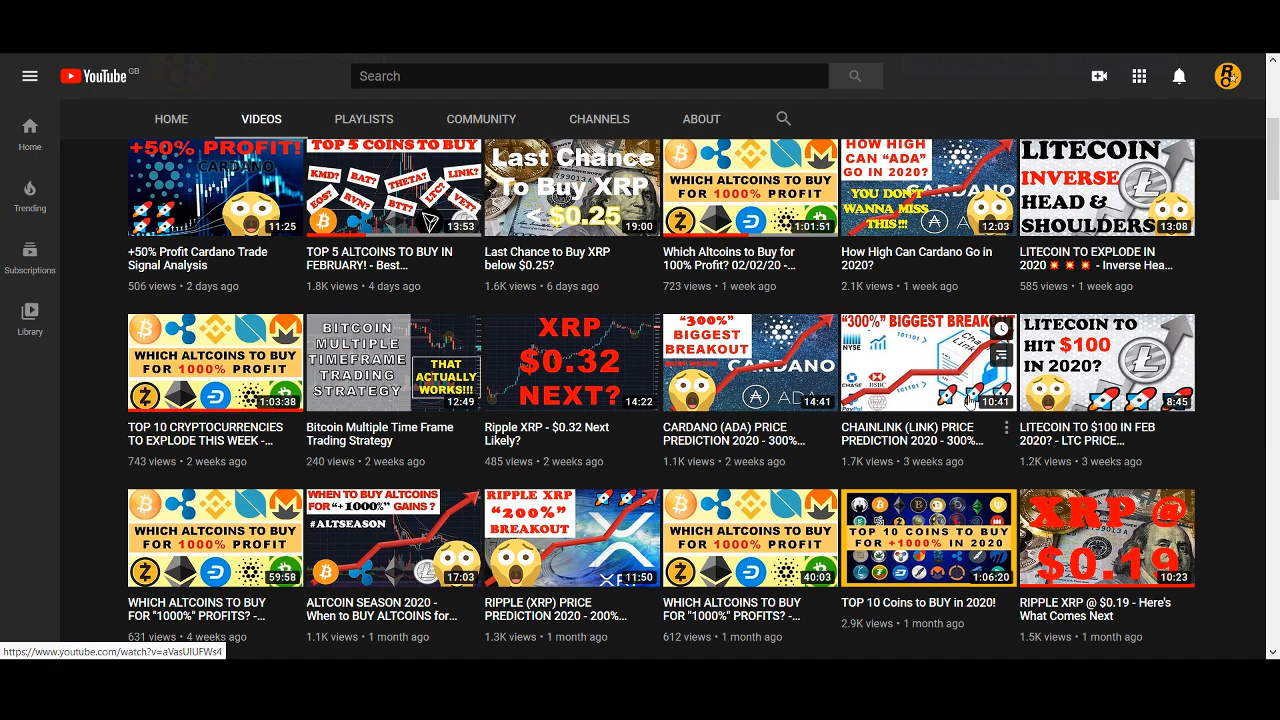 YouTube GB
Search
HOME VIDEOS PLAYLISTS COMMUNITY CHANNELS ABOUT
Home
Trending
Subscriptions
Library
+50% PROFIT!
CARDANO
11:25
+50% Profit Cardano Trade
Signal Analysis
506 views • 2 days ago
TOP 5 COINS TO BUY
KMD? BAT? THETA? LINK?
EOS? RVN? BTT? LTC? VET?
13:53
TOP 5 ALTCOINS TO BUY IN
FEBRUARY! - Best...
1.8K views • 4 days ago
Last Chance
To Buy XRP
< $0.25
19:00
Last Chance to Buy XRP
below $0.25?
1.6K views • 6 days ago
WHICH ALTCOINS TO BUY
FOR 1000% PROFIT
1:01:51
Which Altcoins to Buy for
100% Profit? 02/02/20 -...
723 views • 1 week ago
HOW HIGH
CAN "ADA"
GO IN 2020?
YOU DON'T
WANNA MISS
THIS!!!
CARDANO
ADA
12:03
How High Can Cardano Go in
2020?
2.1K views • 1 week ago
LITECOIN
INVERSE
HEAD &
SHOULDERS
13:08
LITECOIN TO EXPLODE IN
2020 💥 💥 💥 - Inverse Hea...
585 views • 1 week ago
WHICH ALTCOINS TO BUY
FOR 1000% PROFIT
1:03:38
TOP 10 CRYPTOCURRENCIES
TO EXPLODE THIS WEEK -...
743 views • 2 weeks ago
BITCOIN
MULTIPLE
TIMEFRAME
TRADING
STRATEGY
THAT
ACTUALLY
WORKS!!!
12:49
Bitcoin Multiple Time Frame
Trading Strategy
240 views • 2 weeks ago
XRP
$0.32
NEXT?
14:22
Ripple XRP - $0.32 Next
Likely?
485 views • 2 weeks ago
"300%"
BIGGEST
BREAKOUT
CARDANO
ADA
14:41
CARDANO (ADA) PRICE
PREDICTION 2020 - 300%...
1.1K views • 2 weeks ago
"300%" BIGGEST BREAKOUT
NYSE
101101
Chain
Link
CHASE HSBC
101101
PayPal
10:41
CHAINLINK (LINK) PRICE
PREDICTION 2020 - 300%...
1.7K views • 3 weeks ago
LITECOIN TO
HIT $100
IN 2020?
8:45
LITECOIN TO $100 IN FEB
2020? - LTC PRICE...
1.2K views • 3 weeks ago
WHICH ALTCOINS TO BUY
FOR 1000% PROFIT
59:58
WHICH ALTCOINS TO BUY
FOR "1000%" PROFITS? -...
631 views • 4 weeks ago
WHEN TO BUY ALTCOINS
FOR "+1000%" GAINS ?
#ALTSEASON
17:03
ALTCOIN SEASON 2020 -
When to BUY ALTCOINS for...
1.1K views • 1 month ago
RIPPLE XRP
"200%"
BREAKOUT
11:50
RIPPLE (XRP) PRICE
PREDICTION 2020 - 200%...
1.3K views • 1 month ago
WHICH ALTCOINS TO BUY
FOR 1000% PROFIT
40:03
WHICH ALTCOINS TO BUY
FOR "1000%" PROFITS? -...
612 views • 1 month ago
TOP 10 COINS TO BUY
FOR +1000% IN 2020
1:06:20
TOP 10 Coins to BUY in 2020!
2.9K views • 1 month ago
XRP @
$0.19
10:23
RIPPLE XRP @ $0.19 - Here's
What Comes Next
1.5K views • 1 month ago
https://www.youtube.com/watch?v=aVasUIUFWs4